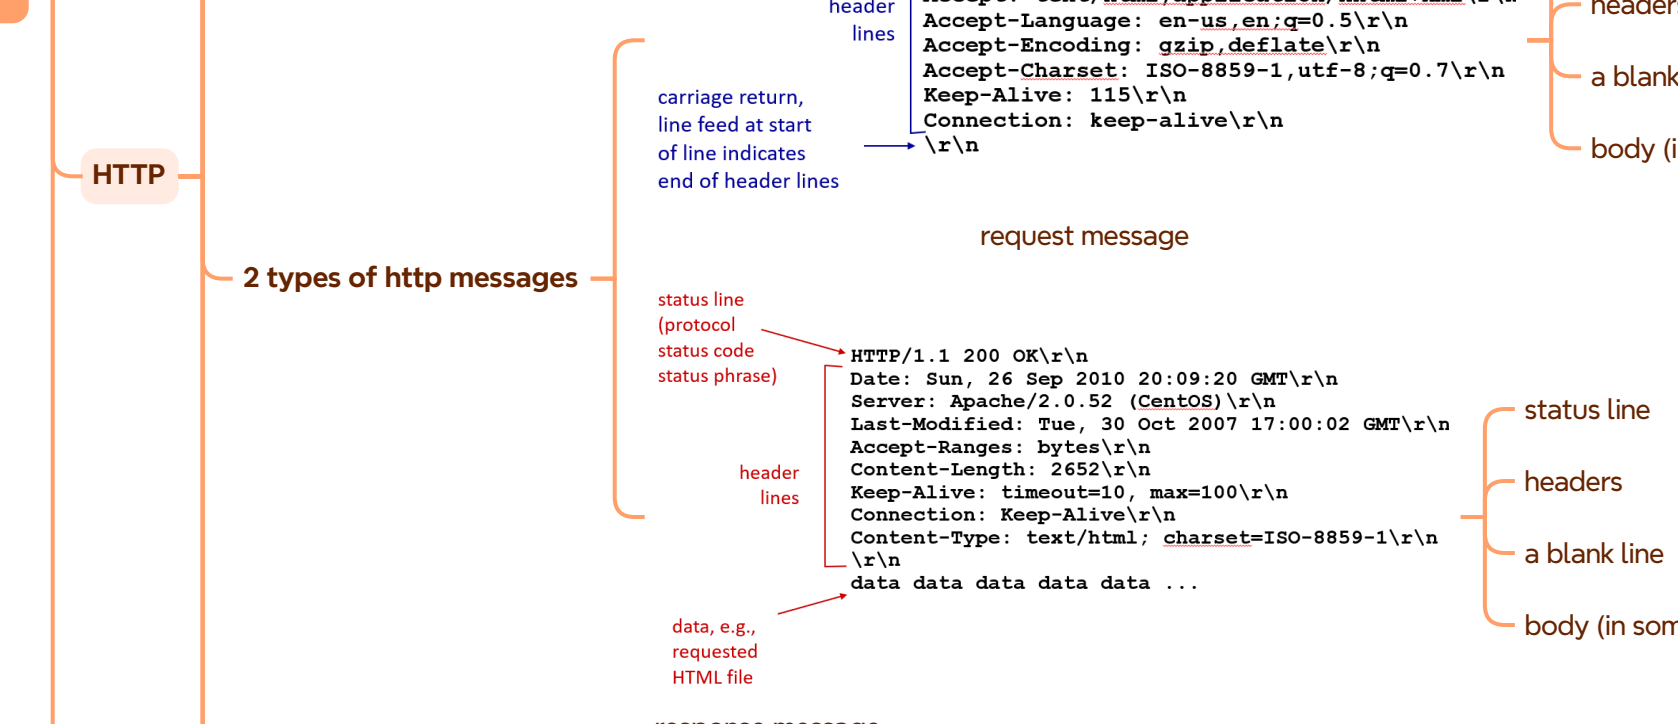 HTTP
2 types of http messages
header
lines
Accept-Language: en-us,en;q=0.5\r\n
Accept-Encoding: gzip,deflate\r\n
Accept-Charset: ISO-8859-1,utf-8;q=0.7\r\n
Keep-Alive: 115\r\n
Connection: keep-alive\r\n
\r\n
carriage return,
line feed at start
of line indicates
end of header lines
request message
headers
a blank
body (i
status line
(protocol
status code
status phrase)
HTTP/1.1 200 OK\r\n
Date: Sun, 26 Sep 2010 20:09:20 GMT\r\n
Server: Apache/2.0.52 (CentOS)\r\n
Last-Modified: Tue, 30 Oct 2007 17:00:02 GMT\r\n
Accept-Ranges: bytes\r\n
Content-Length: 2652\r\n
Keep-Alive: timeout=10, max=100\r\n
Connection: Keep-Alive\r\n
Content-Type: text/html; charset=ISO-8859-1\r\n
\r\n
data data data data data ...
header
lines
data, e.g.,
requested
HTML file
status line
headers
a blank line
body (in som
response message